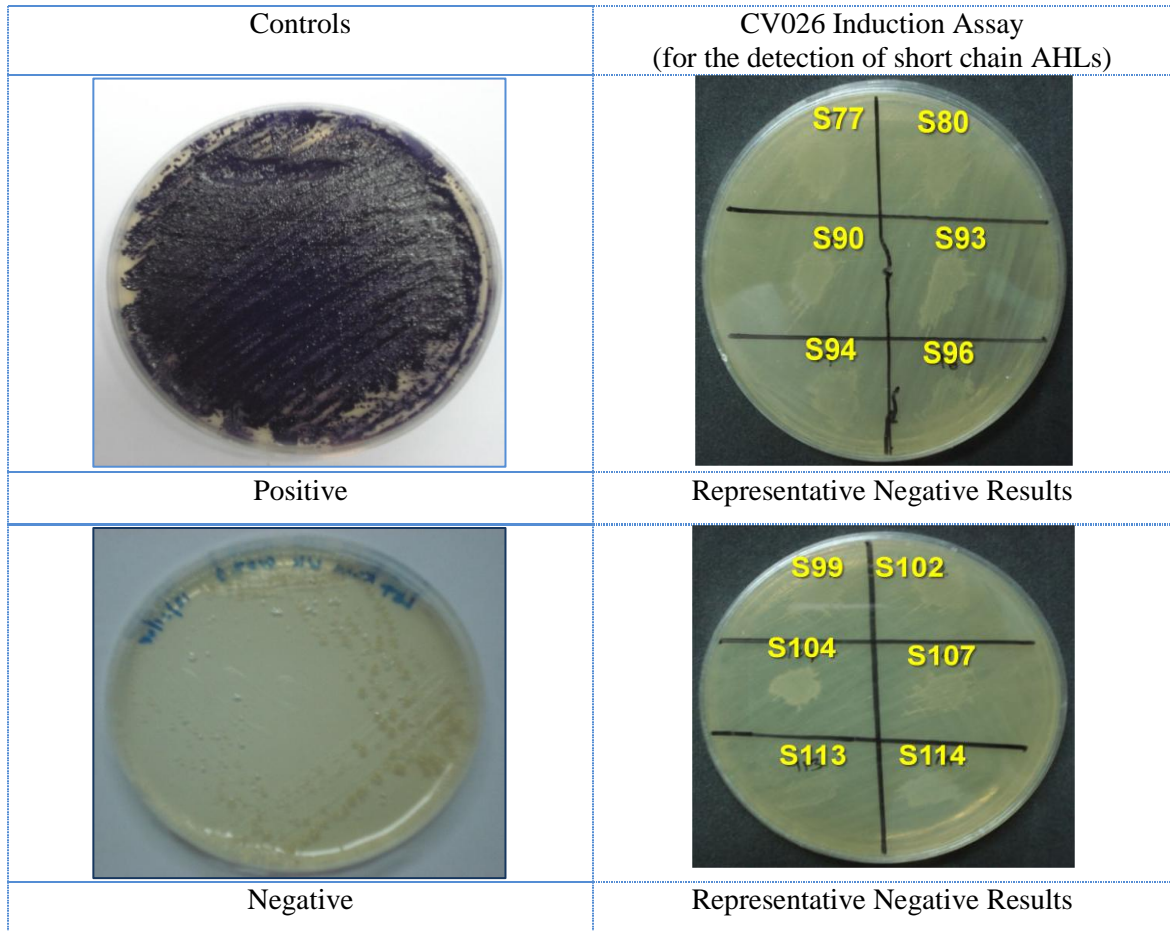 Controls
CV026 Induction Assay
(for the detection of short chain AHLs)
S77 S80
S90 S93
S94 S96
Positive
Representative Negative Results
S99 S102
S104 S107
S113 S114
113
Negative
Representative Negative Results